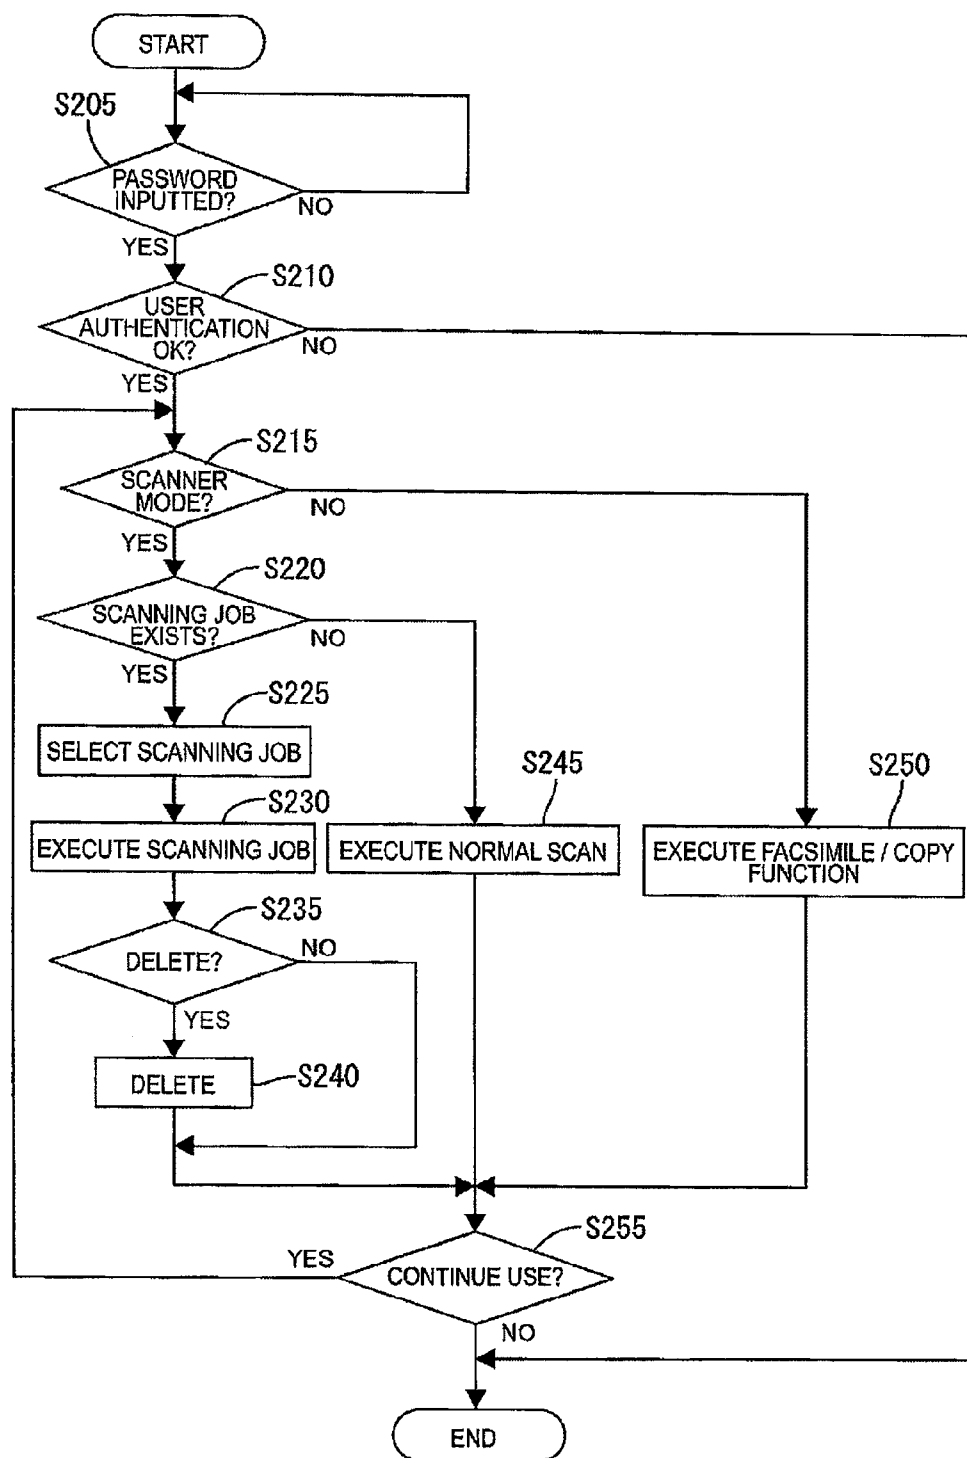 START
S205
PASSWORD
INPUTTED?
NO
YES
S210
USER
AUTHENTICATION
OK?
NO
YES
S215
SCANNER
MODE?
NO
YES
S220
SCANNING JOB
EXISTS?
NO
YES
S225
SELECT SCANNING JOB
S230
EXECUTE SCANNING JOB
S245
EXECUTE NORMAL SCAN
S250
EXECUTE FACSIMILE / COPY
FUNCTION
S235
DELETE?
NO
YES
DELETE
S240
S255
YES
CONTINUE USE?
NO
END